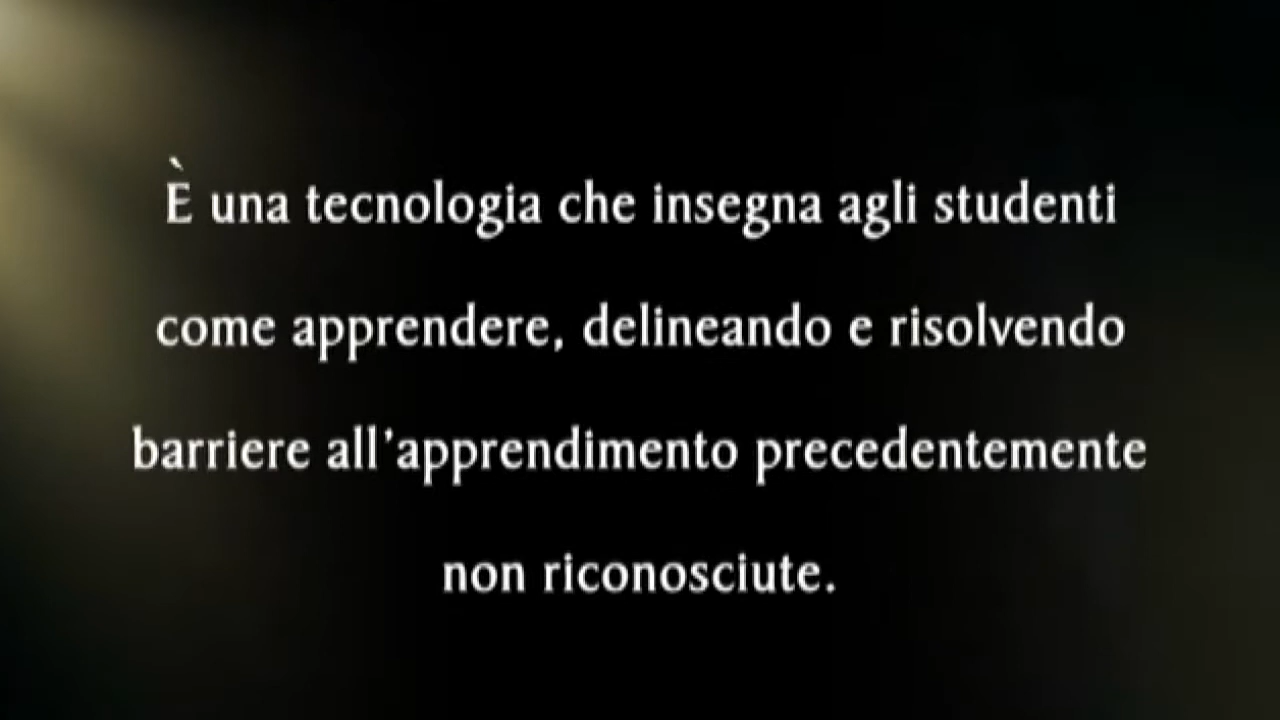 È una tecnologia che insegna agli studenti
come apprendere, delineando e risolvendo
barriere all'apprendimento precedentemente
non riconosciute.